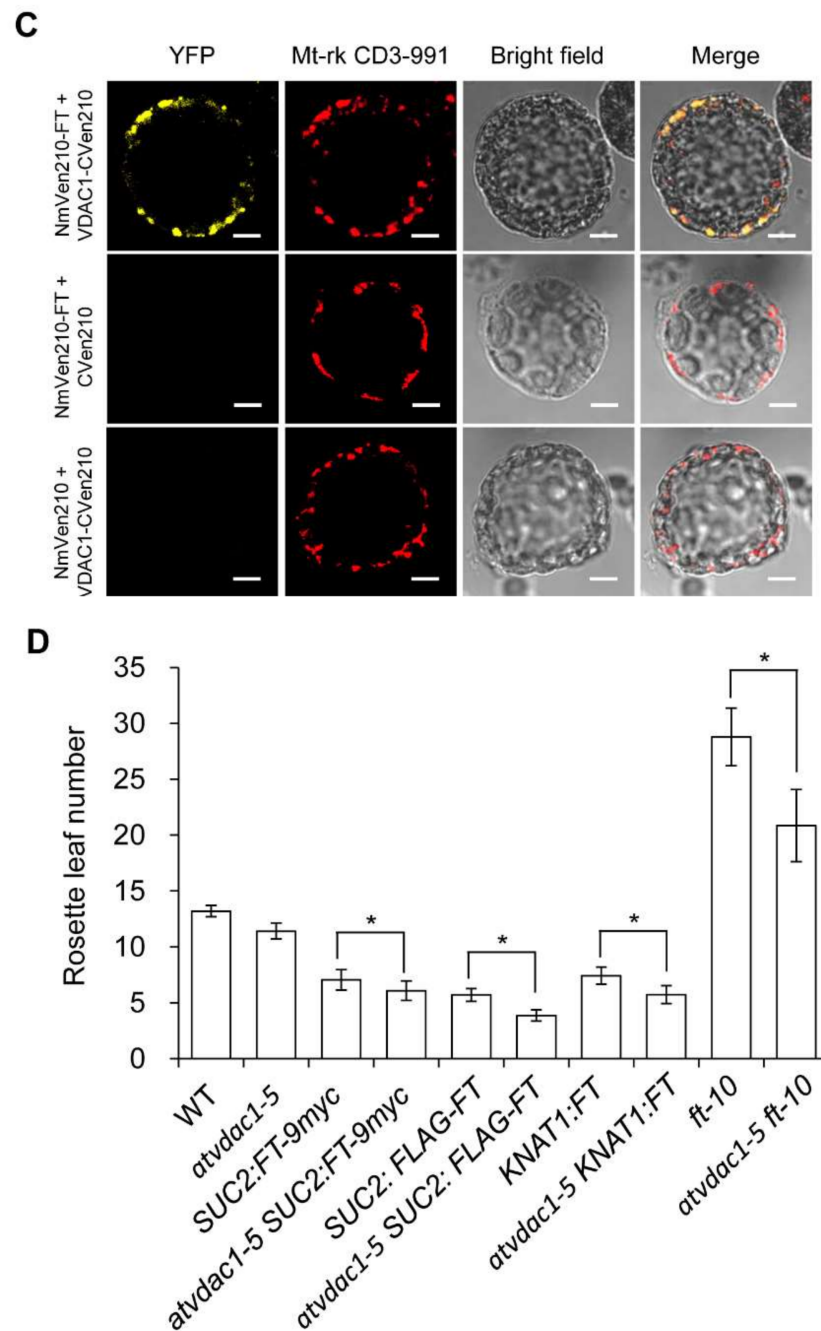 C
YFP Mt-rk CD3-991 Bright field Merge
NmVen210-FT +
VDAC1-CVen210
NmVen210-FT +
CVen210
NmVen210 +
VDAC1-CVen210
D
Rosette leaf number
35
30
25
20
15
10
5
0
*
*
*
*
WT
atvdac1-5
SUC2:FT-9myc
atvdac1-5 SUC2:FT-9myc
SUC2: FLAG-FT
atvdac1-5 SUC2: FLAG-FT
KNAT1:FT
atvdac1-5 KNAT1:FT
ft-10
atvdac1-5 ft-10